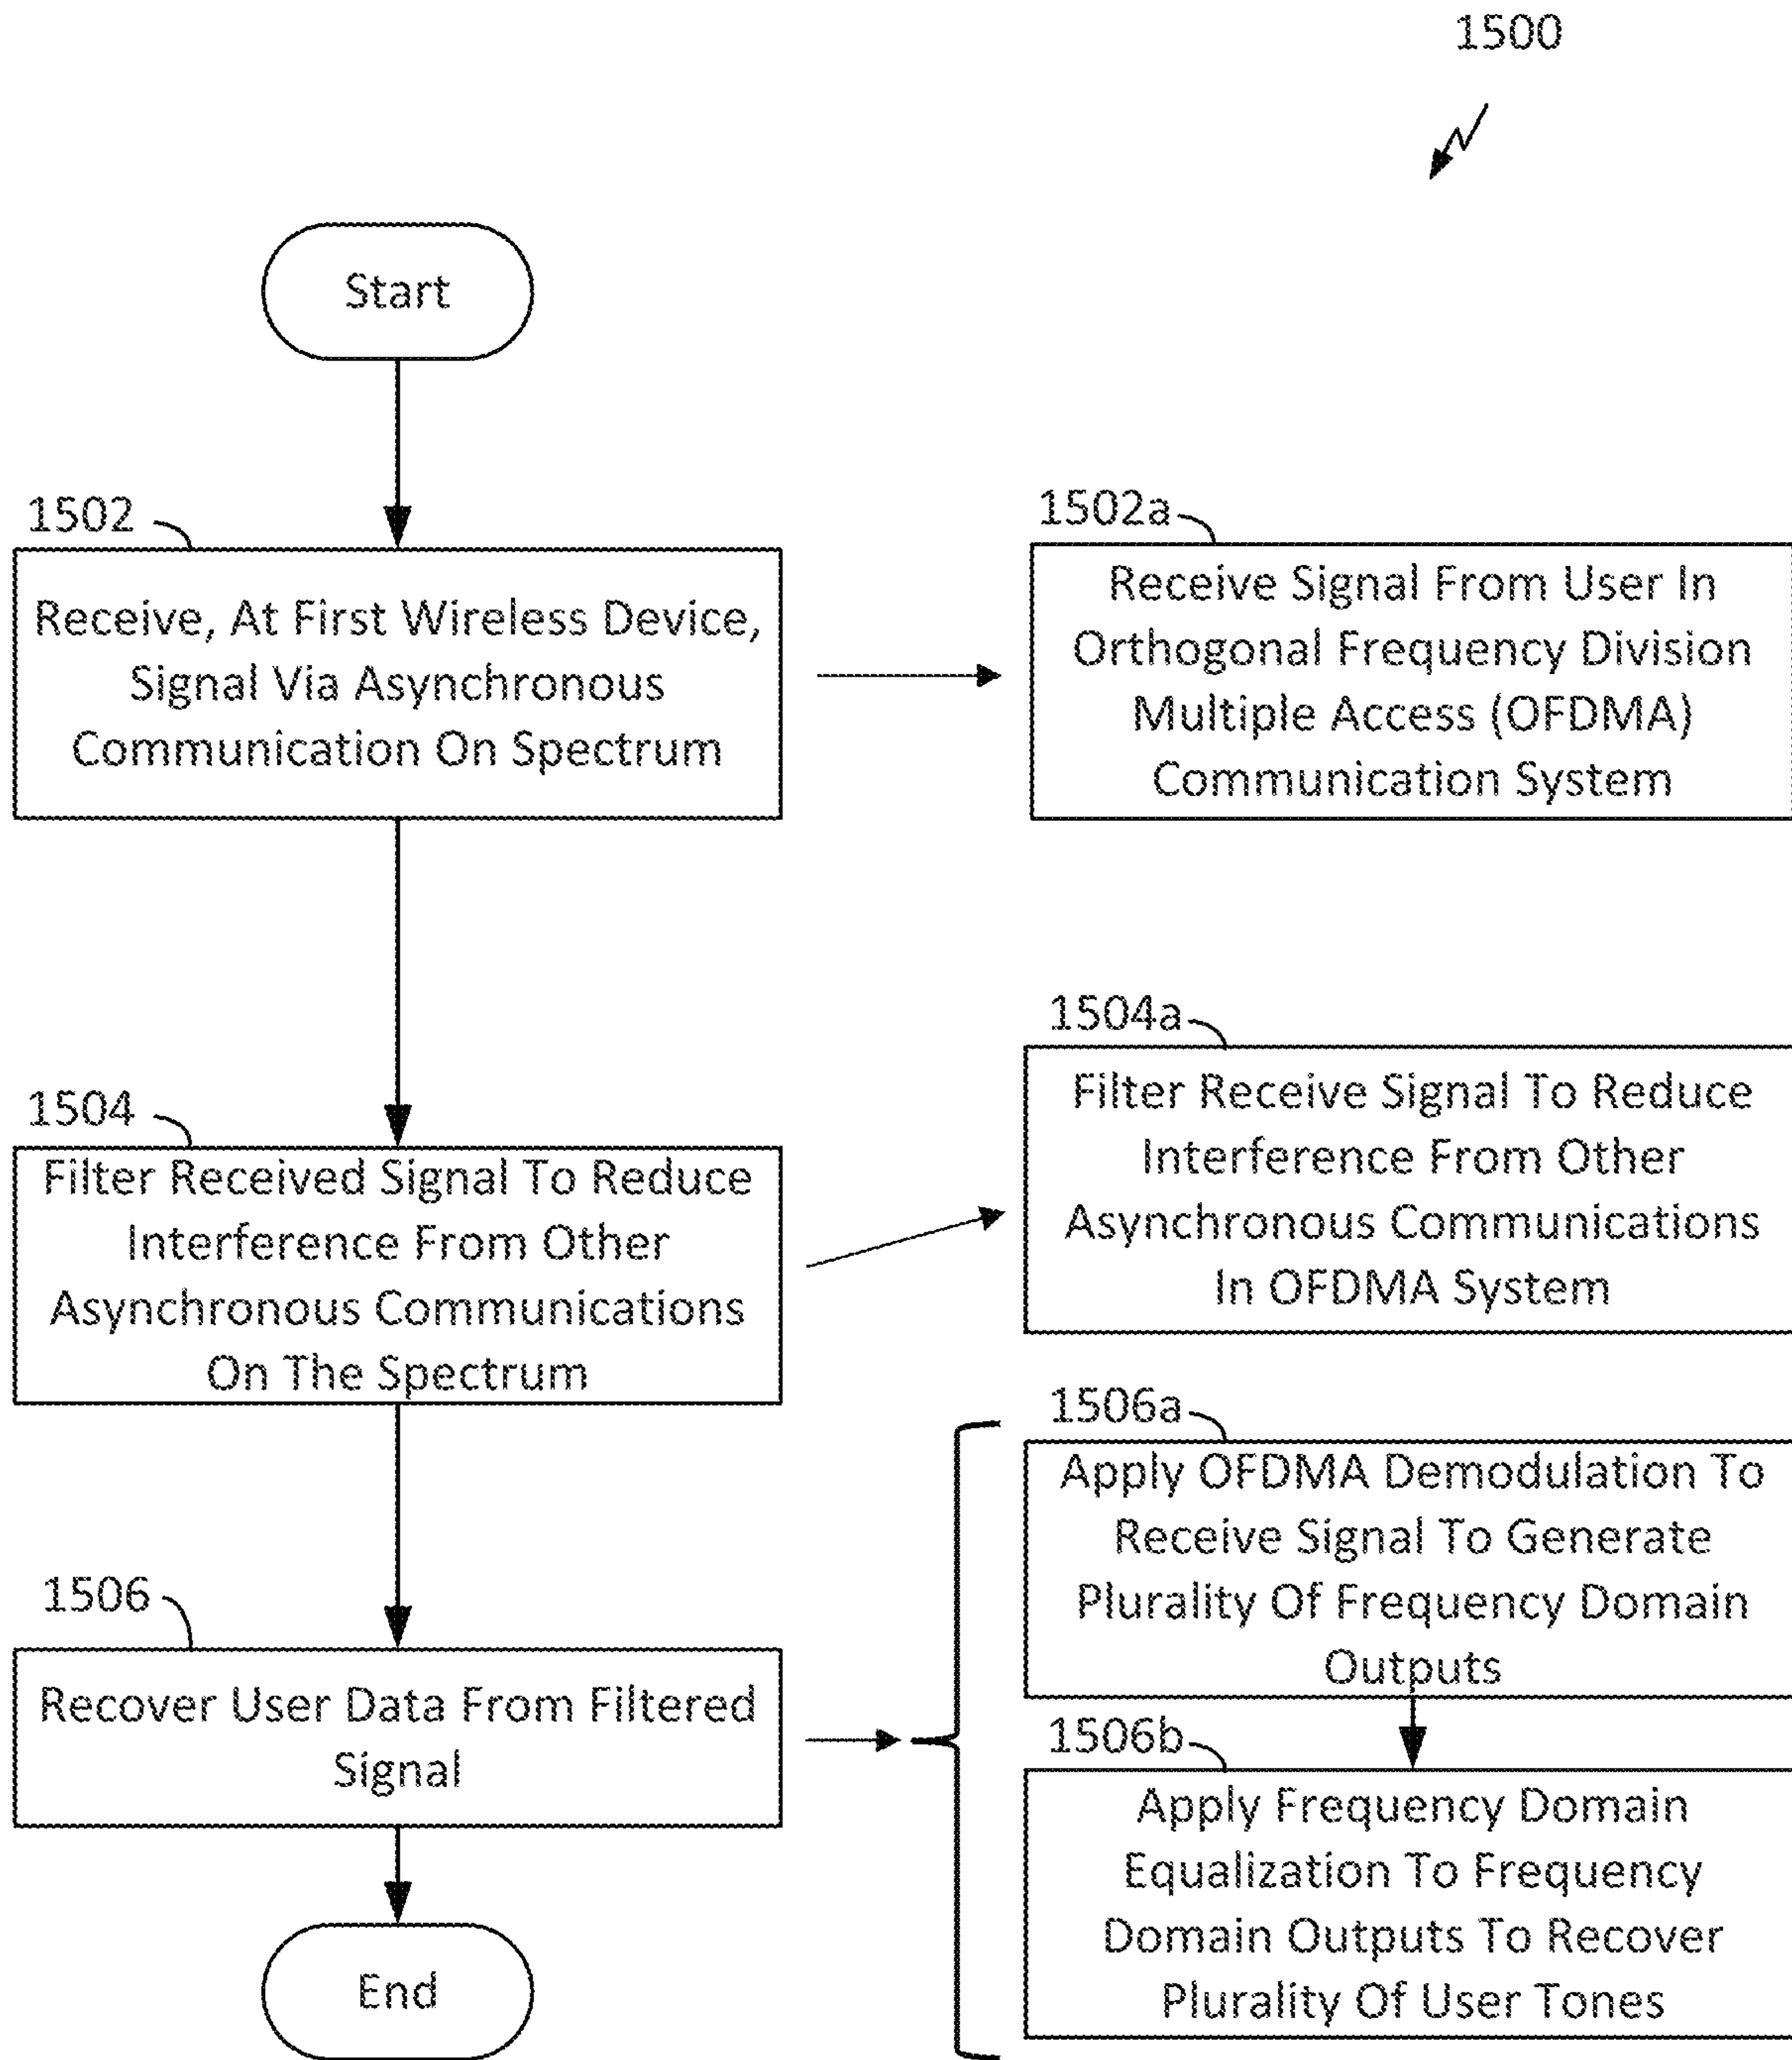 1500
Start
1502
Receive, At First Wireless Device,
Signal Via Asynchronous
Communication On Spectrum
1502a
Receive Signal From User In
Orthogonal Frequency Division
Multiple Access (OFDMA)
Communication System
1504
Filter Received Signal To Reduce
Interference From Other
Asynchronous Communications
On The Spectrum
1504a
Filter Receive Signal To Reduce
Interference From Other
Asynchronous Communications
In OFDMA System
1506
Recover User Data From Filtered
Signal
1506a
Apply OFDMA Demodulation To
Receive Signal To Generate
Plurality Of Frequency Domain
Outputs
1506b
Apply Frequency Domain
Equalization To Frequency
Domain Outputs To Recover
Plurality Of User Tones
End